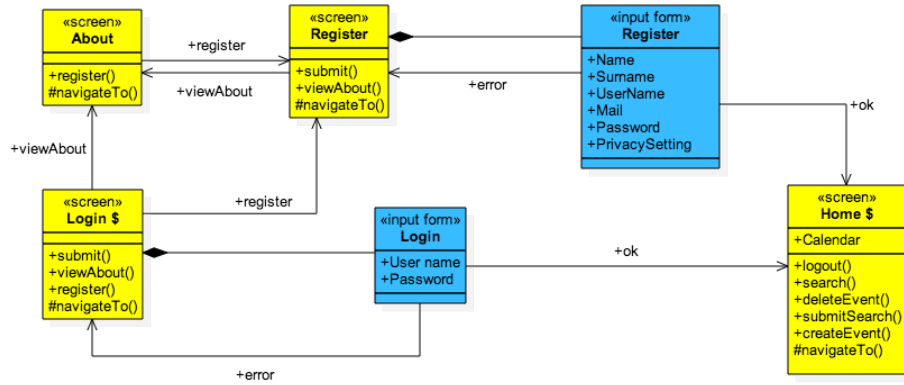 «screen»
About
+register()
#navigateTo()
+register
+viewAbout
«screen»
Register
+submit()
+viewAbout()
#navigateTo()
+error
«input form»
Register
+Name
+Surname
+UserName
+Mail
+Password
+PrivacySetting
+ok
+viewAbout
+register
«screen»
Login $
+submit()
+viewAbout()
+register()
#navigateTo()
«input form»
Login
+User name
+Password
+ok
+error
«screen»
Home $
+Calendar
+logout()
+search()
+deleteEvent()
+submitSearch()
+createEvent()
#navigateTo()